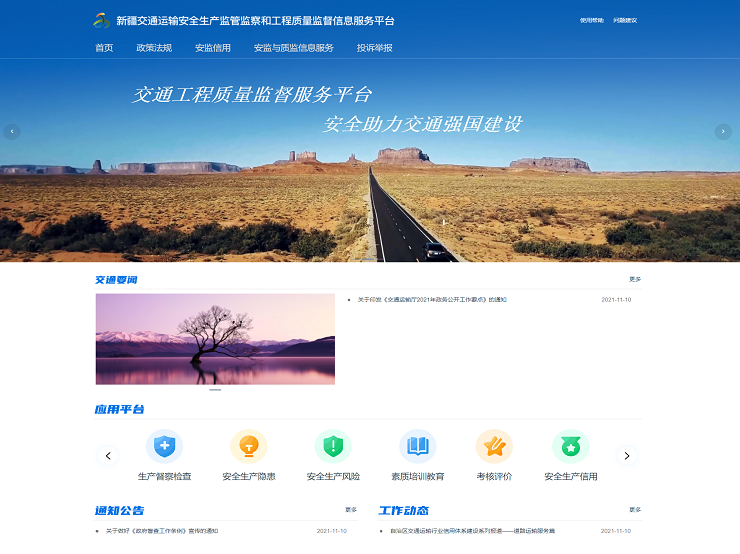 新疆交通运输安全生产监管监察和工程质量监督信息服务平台
使用帮助 问题建议
首页 政策法规 安监信用 安监与质监信息服务 投诉举报
交通工程质量监督服务平台
安全助力交通强国建设
交通要闻 更多
关于印发《交通运输厅2021年政务公开工作要点》的通知 2021-11-10
应用平台
生产督察检查 安全生产隐患 安全生产风险 素质培训教育 考核评价 安全生产信用
通知公告 更多
关于做好《政府督查工作条例》宣传的通知 2021-11-10
工作动态 更多
自治区交通运输行业信用体系建设系列报道——道路运输服务篇 2021-11-10